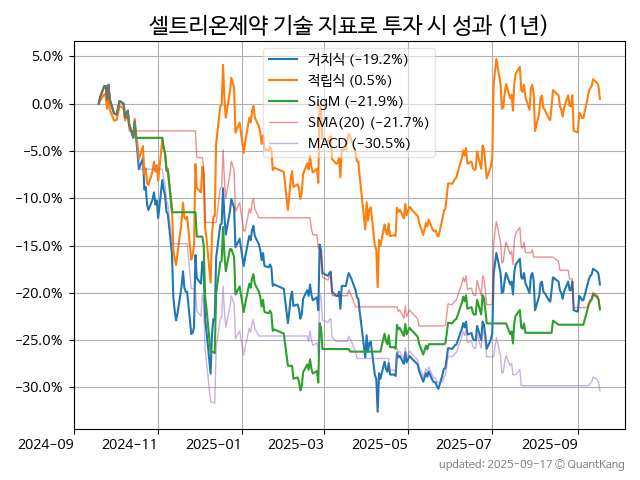 셀트리온제약 기술 지표로 투자 시 성과 (1년)
거치식 (−19.2%)
적립식 (0.5%)
SigM (−21.9%)
SMA(20) (−21.7%)
MACD (−30.5%)
5.0%
0.0%
−5.0%
−10.0%
−15.0%
−20.0%
−25.0%
−30.0%
2024-09 2024-11 2025-01 2025-03 2025-05 2025-07 2025-09
updated: 2025-09-17 © QuantKang